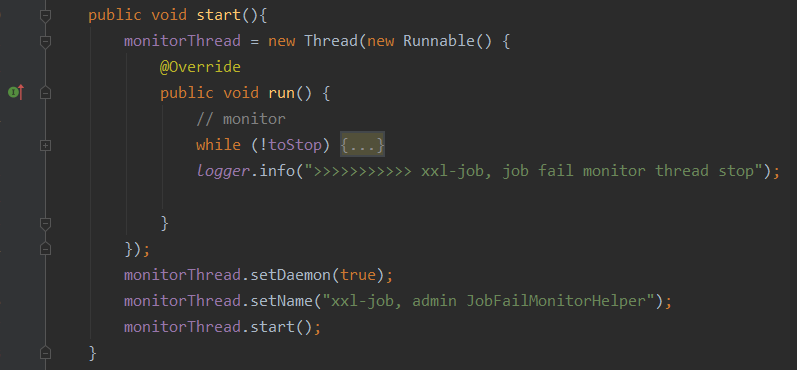 public void start(){
monitorThread = new Thread(new Runnable() {
@Override
public void run() {
// monitor
while (!toStop) {...}
logger.info(">>>>>>>>>>> xxl-job, job fail monitor thread stop");
}
});
monitorThread.setDaemon(true);
monitorThread.setName("xxl-job, admin JobFailMonitorHelper");
monitorThread.start();
}